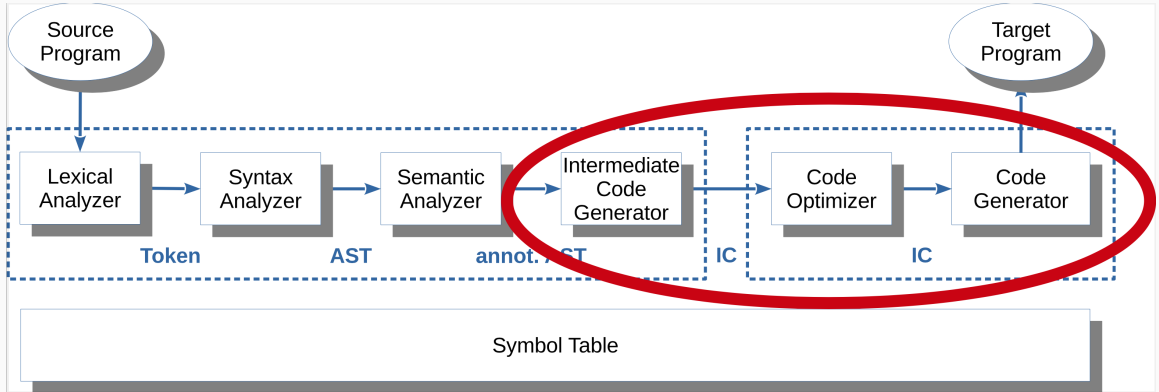 Source
Program
Target
Program
Lexical
Analyzer
Syntax
Analyzer
Semantic
Analyzer
Intermediate
Code
Generator
Code
Optimizer
Code
Generator
Token
AST
annot. AST
IC
IC
Symbol Table